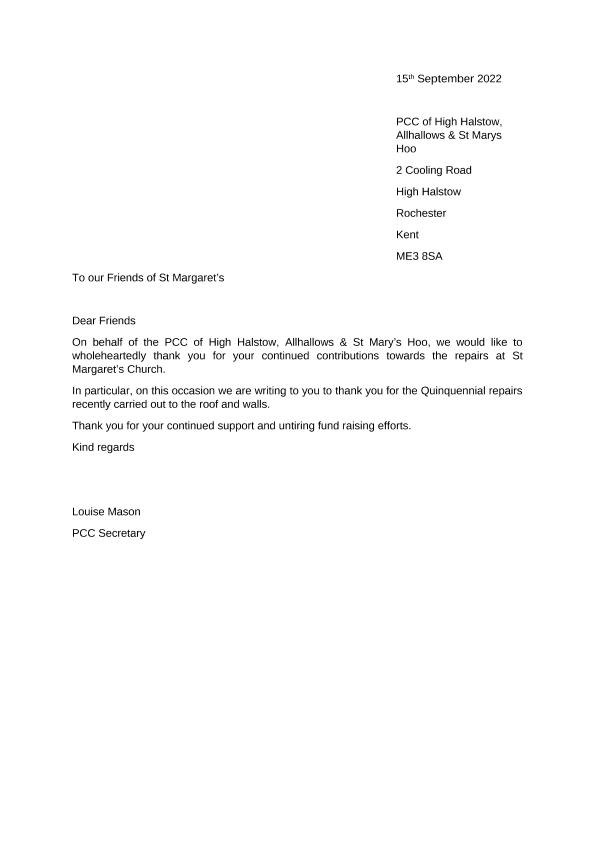 15th September 2022
PCC of High Halstow,
Allhallows & St Marys
Hoo
2 Cooling Road
High Halstow
Rochester
Kent
ME3 8SA
To our Friends of St Margaret’s
Dear Friends
On behalf of the PCC of High Halstow, Allhallows & St Mary’s Hoo, we would like to
wholeheartedly thank you for your continued contributions towards the repairs at St
Margaret’s Church.
In particular, on this occasion we are writing to you to thank you for the Quinquennial repairs
recently carried out to the roof and walls.
Thank you for your continued support and untiring fund raising efforts.
Kind regards
Louise Mason
PCC Secretary